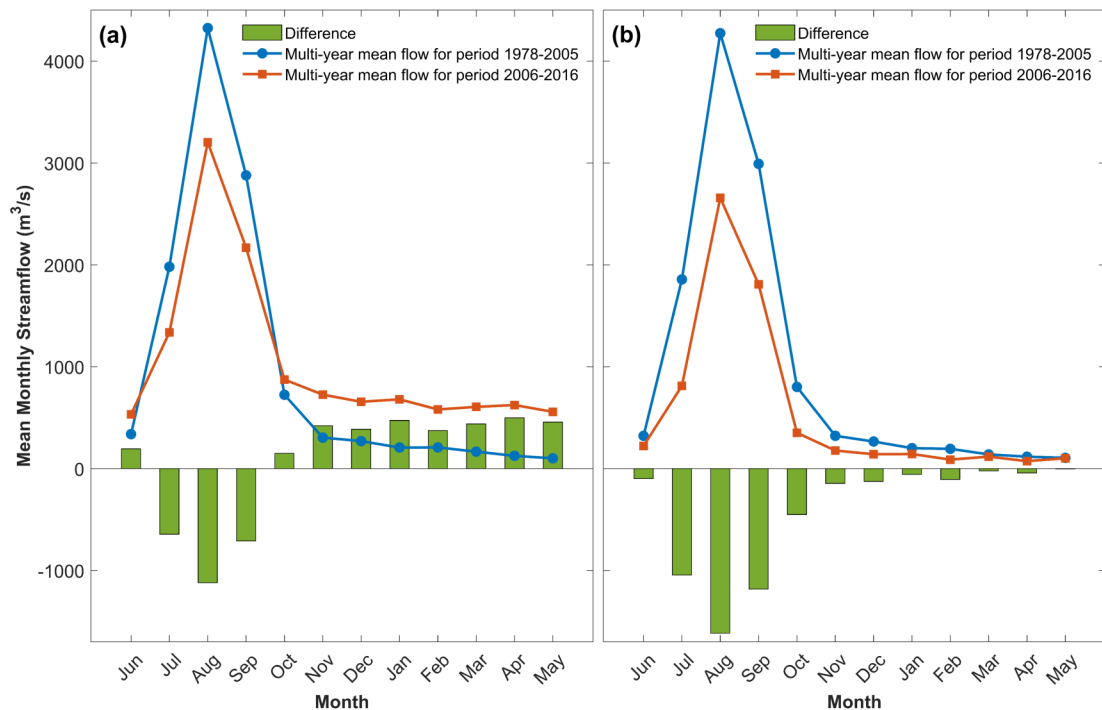 (a)
Difference
Multi-year mean flow for period 1978-2005
Multi-year mean flow for period 2006-2016
(b)
Difference
Multi-year mean flow for period 1978-2005
Multi-year mean flow for period 2006-2016
Mean Monthly Streamflow (m³/s)
4000
3000
2000
1000
0
-1000
Jun Jul Aug Sep Oct Nov Dec Jan Feb Mar Apr May
Month
Jun Jul Aug Sep Oct Nov Dec Jan Feb Mar Apr May
Month